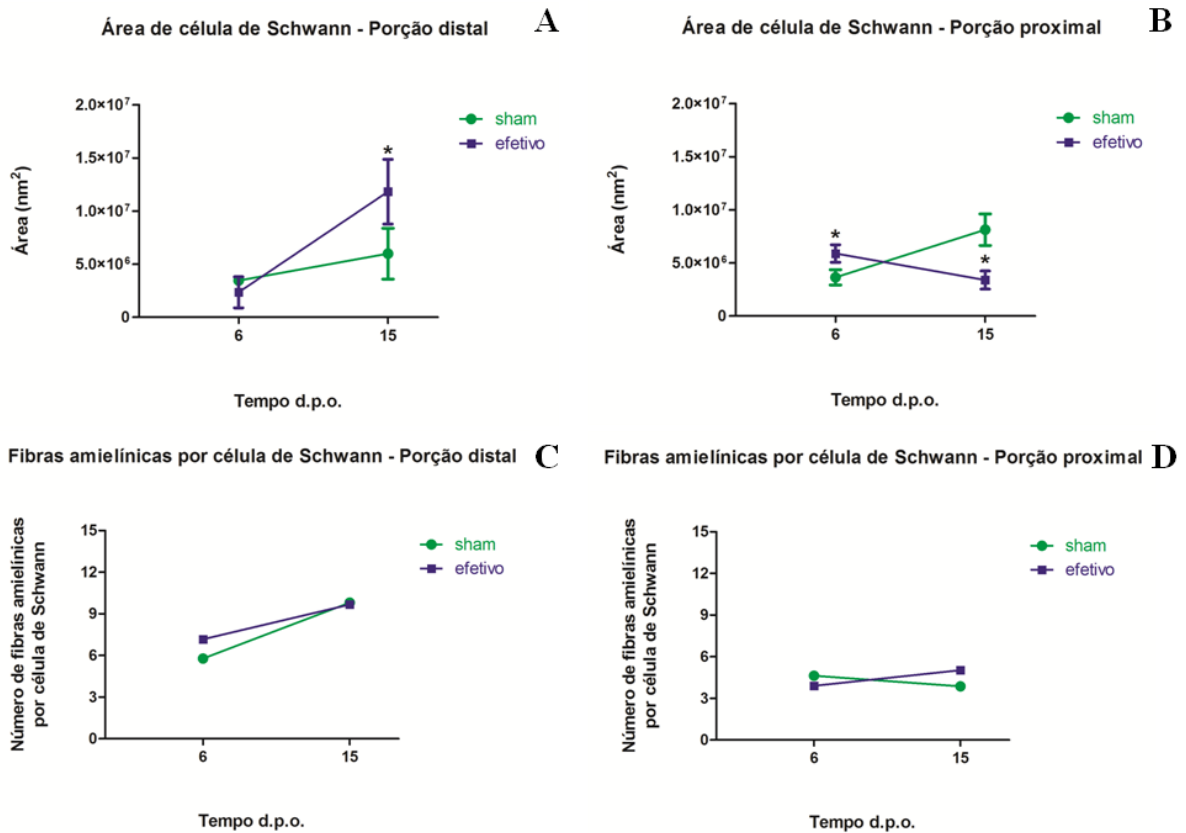 Área de célula de Schwann - Porção distal
A
2.0×10⁷
1.5×10⁷
1.0×10⁷
5.0×10⁶
0
Área (nm²)
*
sham
efetivo
6
15
Tempo d.p.o.
Área de célula de Schwann - Porção proximal
B
2.0×10⁷
1.5×10⁷
1.0×10⁷
5.0×10⁶
0
Área (nm²)
*
*
sham
efetivo
6
15
Tempo d.p.o.
Fibras amielínicas por célula de Schwann - Porção distal
C
Número de fibras amielínicas
por célula de Schwann
15
12
9
6
3
0
sham
efetivo
6
15
Tempo d.p.o.
Fibras amielínicas por célula de Schwann - Porção proximal
D
Número de fibras amielínicas
por célula de Schwann
15
12
9
6
3
0
sham
efetivo
6
15
Tempo d.p.o.